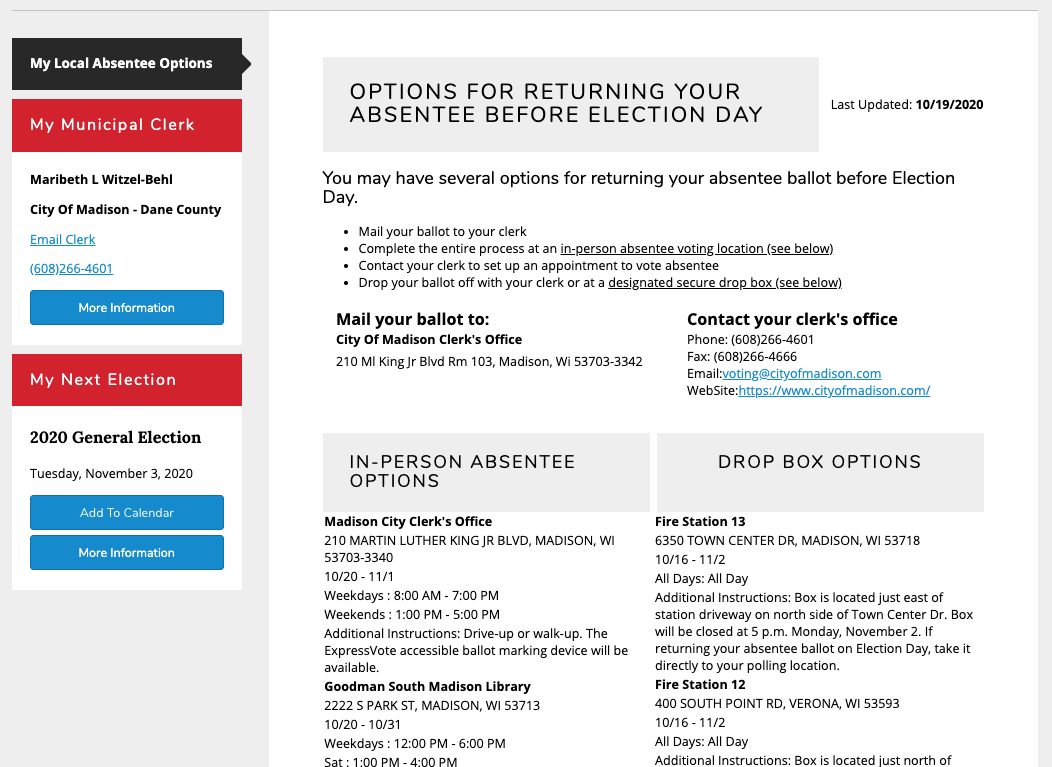 My Local Absentee Options
My Municipal Clerk
Maribeth L Witzel-Behl
City Of Madison - Dane County
Email Clerk
(608)266-4601
More Information
My Next Election
2020 General Election
Tuesday, November 3, 2020
Add To Calendar
More Information
OPTIONS FOR RETURNING YOUR
ABSENTEE BEFORE ELECTION DAY
Last Updated: 10/19/2020
You may have several options for returning your absentee ballot before Election
Day.
• Mail your ballot to your clerk
• Complete the entire process at an in-person absentee voting location (see below)
• Contact your clerk to set up an appointment to vote absentee
• Drop your ballot off with your clerk or at a designated secure drop box (see below)
Mail your ballot to:
City Of Madison Clerk's Office
210 Ml King Jr Blvd Rm 103, Madison, Wi 53703-3342
Contact your clerk's office
Phone: (608)266-4601
Fax: (608)266-4666
Email:voting@cityofmadison.com
WebSite:https://www.cityofmadison.com/
IN-PERSON ABSENTEE
OPTIONS
Madison City Clerk's Office
210 MARTIN LUTHER KING JR BLVD, MADISON, WI
53703-3340
10/20 - 11/1
Weekdays : 8:00 AM - 7:00 PM
Weekends : 1:00 PM - 5:00 PM
Additional Instructions: Drive-up or walk-up. The
ExpressVote accessible ballot marking device will be
available.
Goodman South Madison Library
2222 S PARK ST, MADISON, WI 53713
10/20 - 10/31
Weekdays : 12:00 PM - 6:00 PM
Sat : 1:00 PM - 4:00 PM
DROP BOX OPTIONS
Fire Station 13
6350 TOWN CENTER DR, MADISON, WI 53718
10/16 - 11/2
All Days: All Day
Additional Instructions: Box is located just east of
station driveway on north side of Town Center Dr. Box
will be closed at 5 p.m. Monday, November 2. If
returning your absentee ballot on Election Day, take it
directly to your polling location.
Fire Station 12
400 SOUTH POINT RD, VERONA, WI 53593
10/16 - 11/2
All Days: All Day
Additional Instructions: Box is located just north of